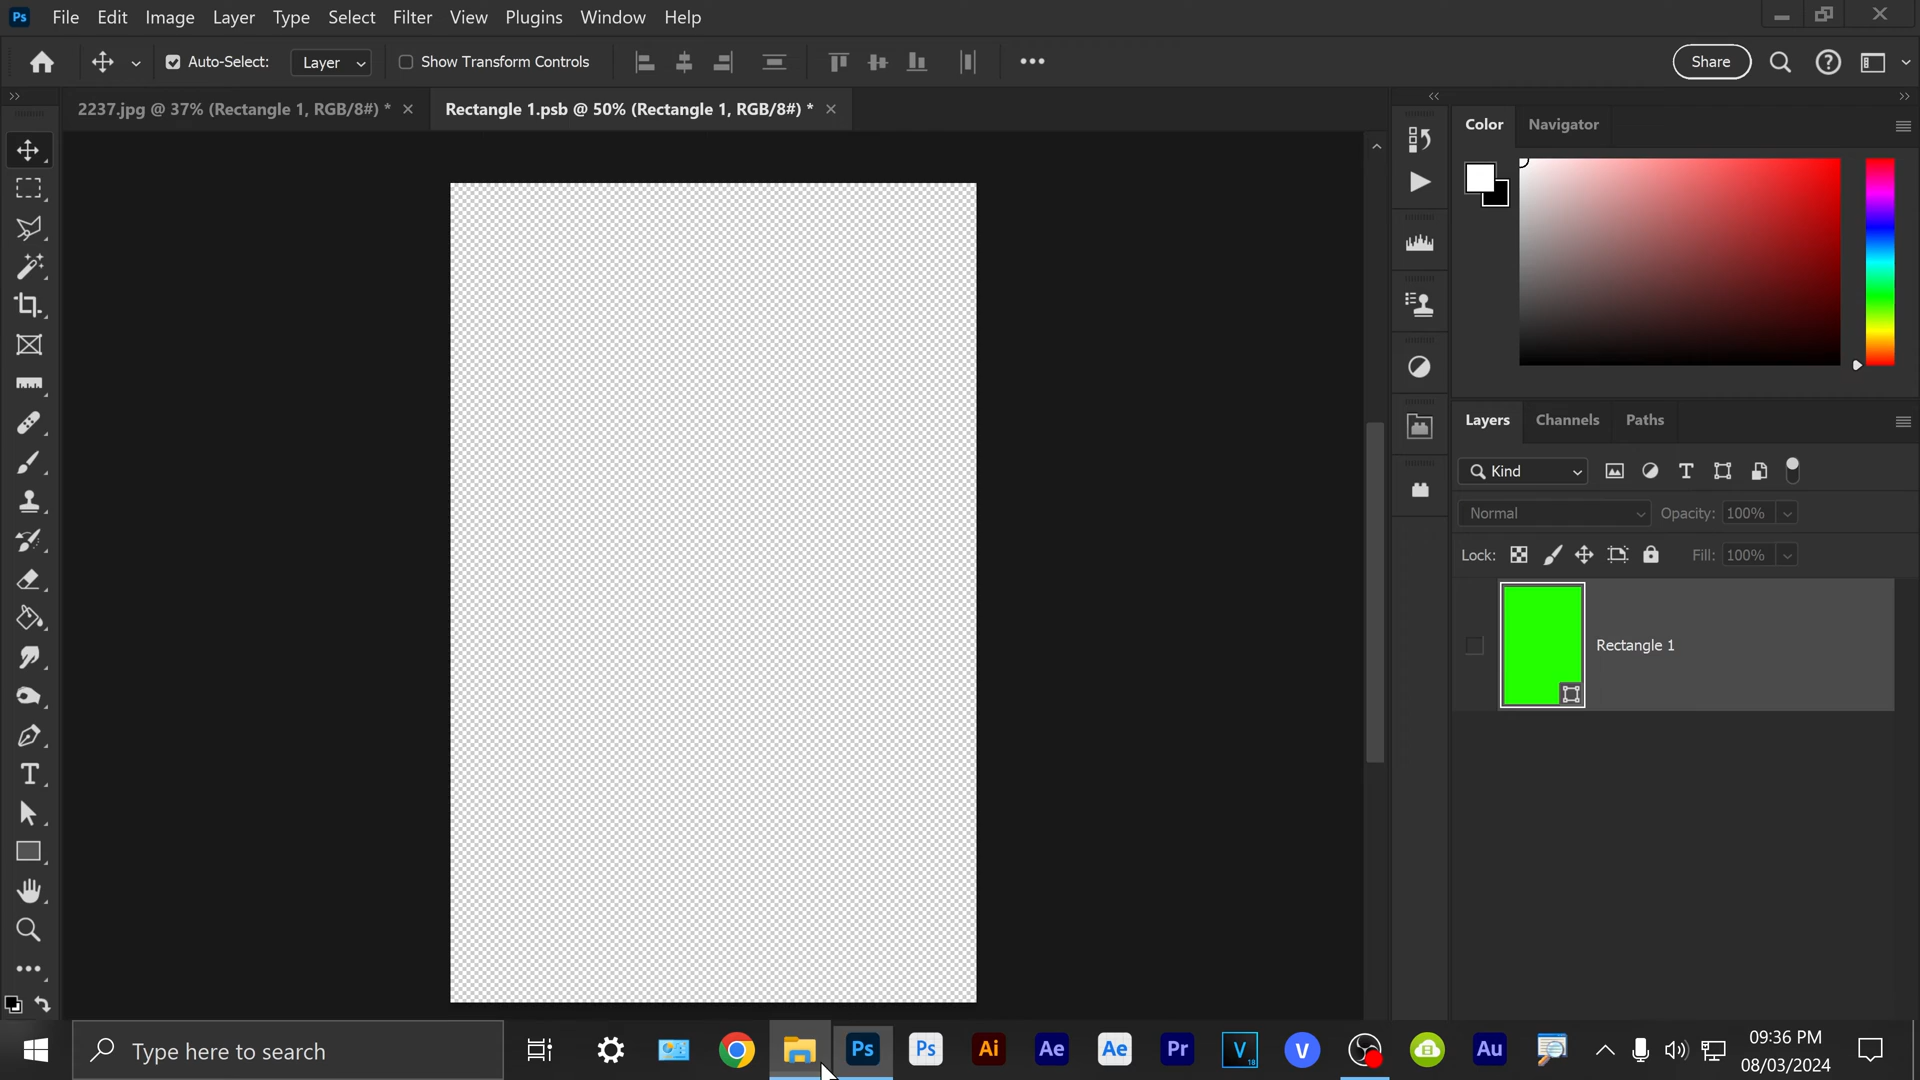 Ps File Edit Image Layer Type Select Filter View Plugins Window Help
Auto-Select: Layer Show Transform Controls Share
2237.jpg @ 37% (Rectangle 1, RGB/8#) * Rectangle 1.psb @ 50% (Rectangle 1, RGB/8#) *
Color Navigator
Layers Channels Paths
Kind
Normal Opacity: 100%
Lock: Fill: 100%
Rectangle 1
Type here to search
Ps Ps Ai Ae Ae Pr V 18 V Au
09:36 PM
08/03/2024